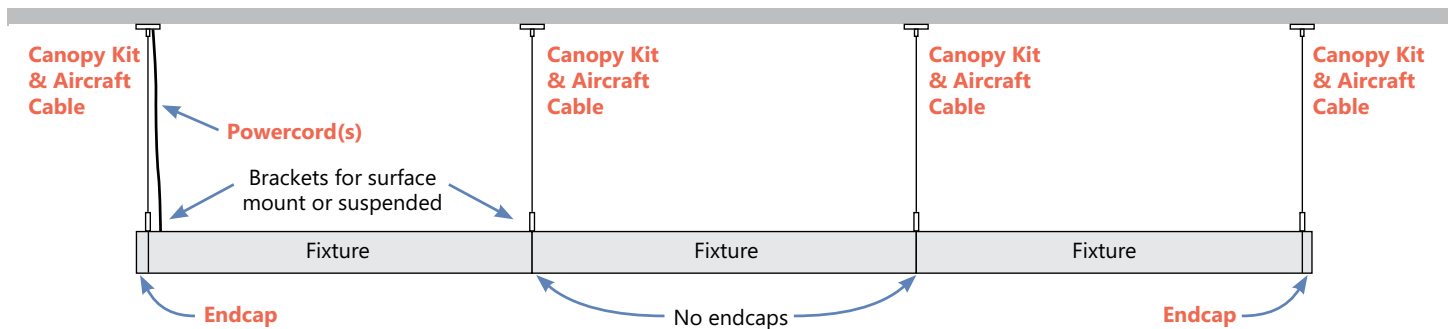 Canopy Kit
& Aircraft
Cable
Canopy Kit
& Aircraft
Cable
Canopy Kit
& Aircraft
Cable
Canopy Kit
& Aircraft
Cable
Powercord(s)
Brackets for surface
mount or suspended
Fixture
Fixture
Fixture
Endcap
No endcaps
Endcap